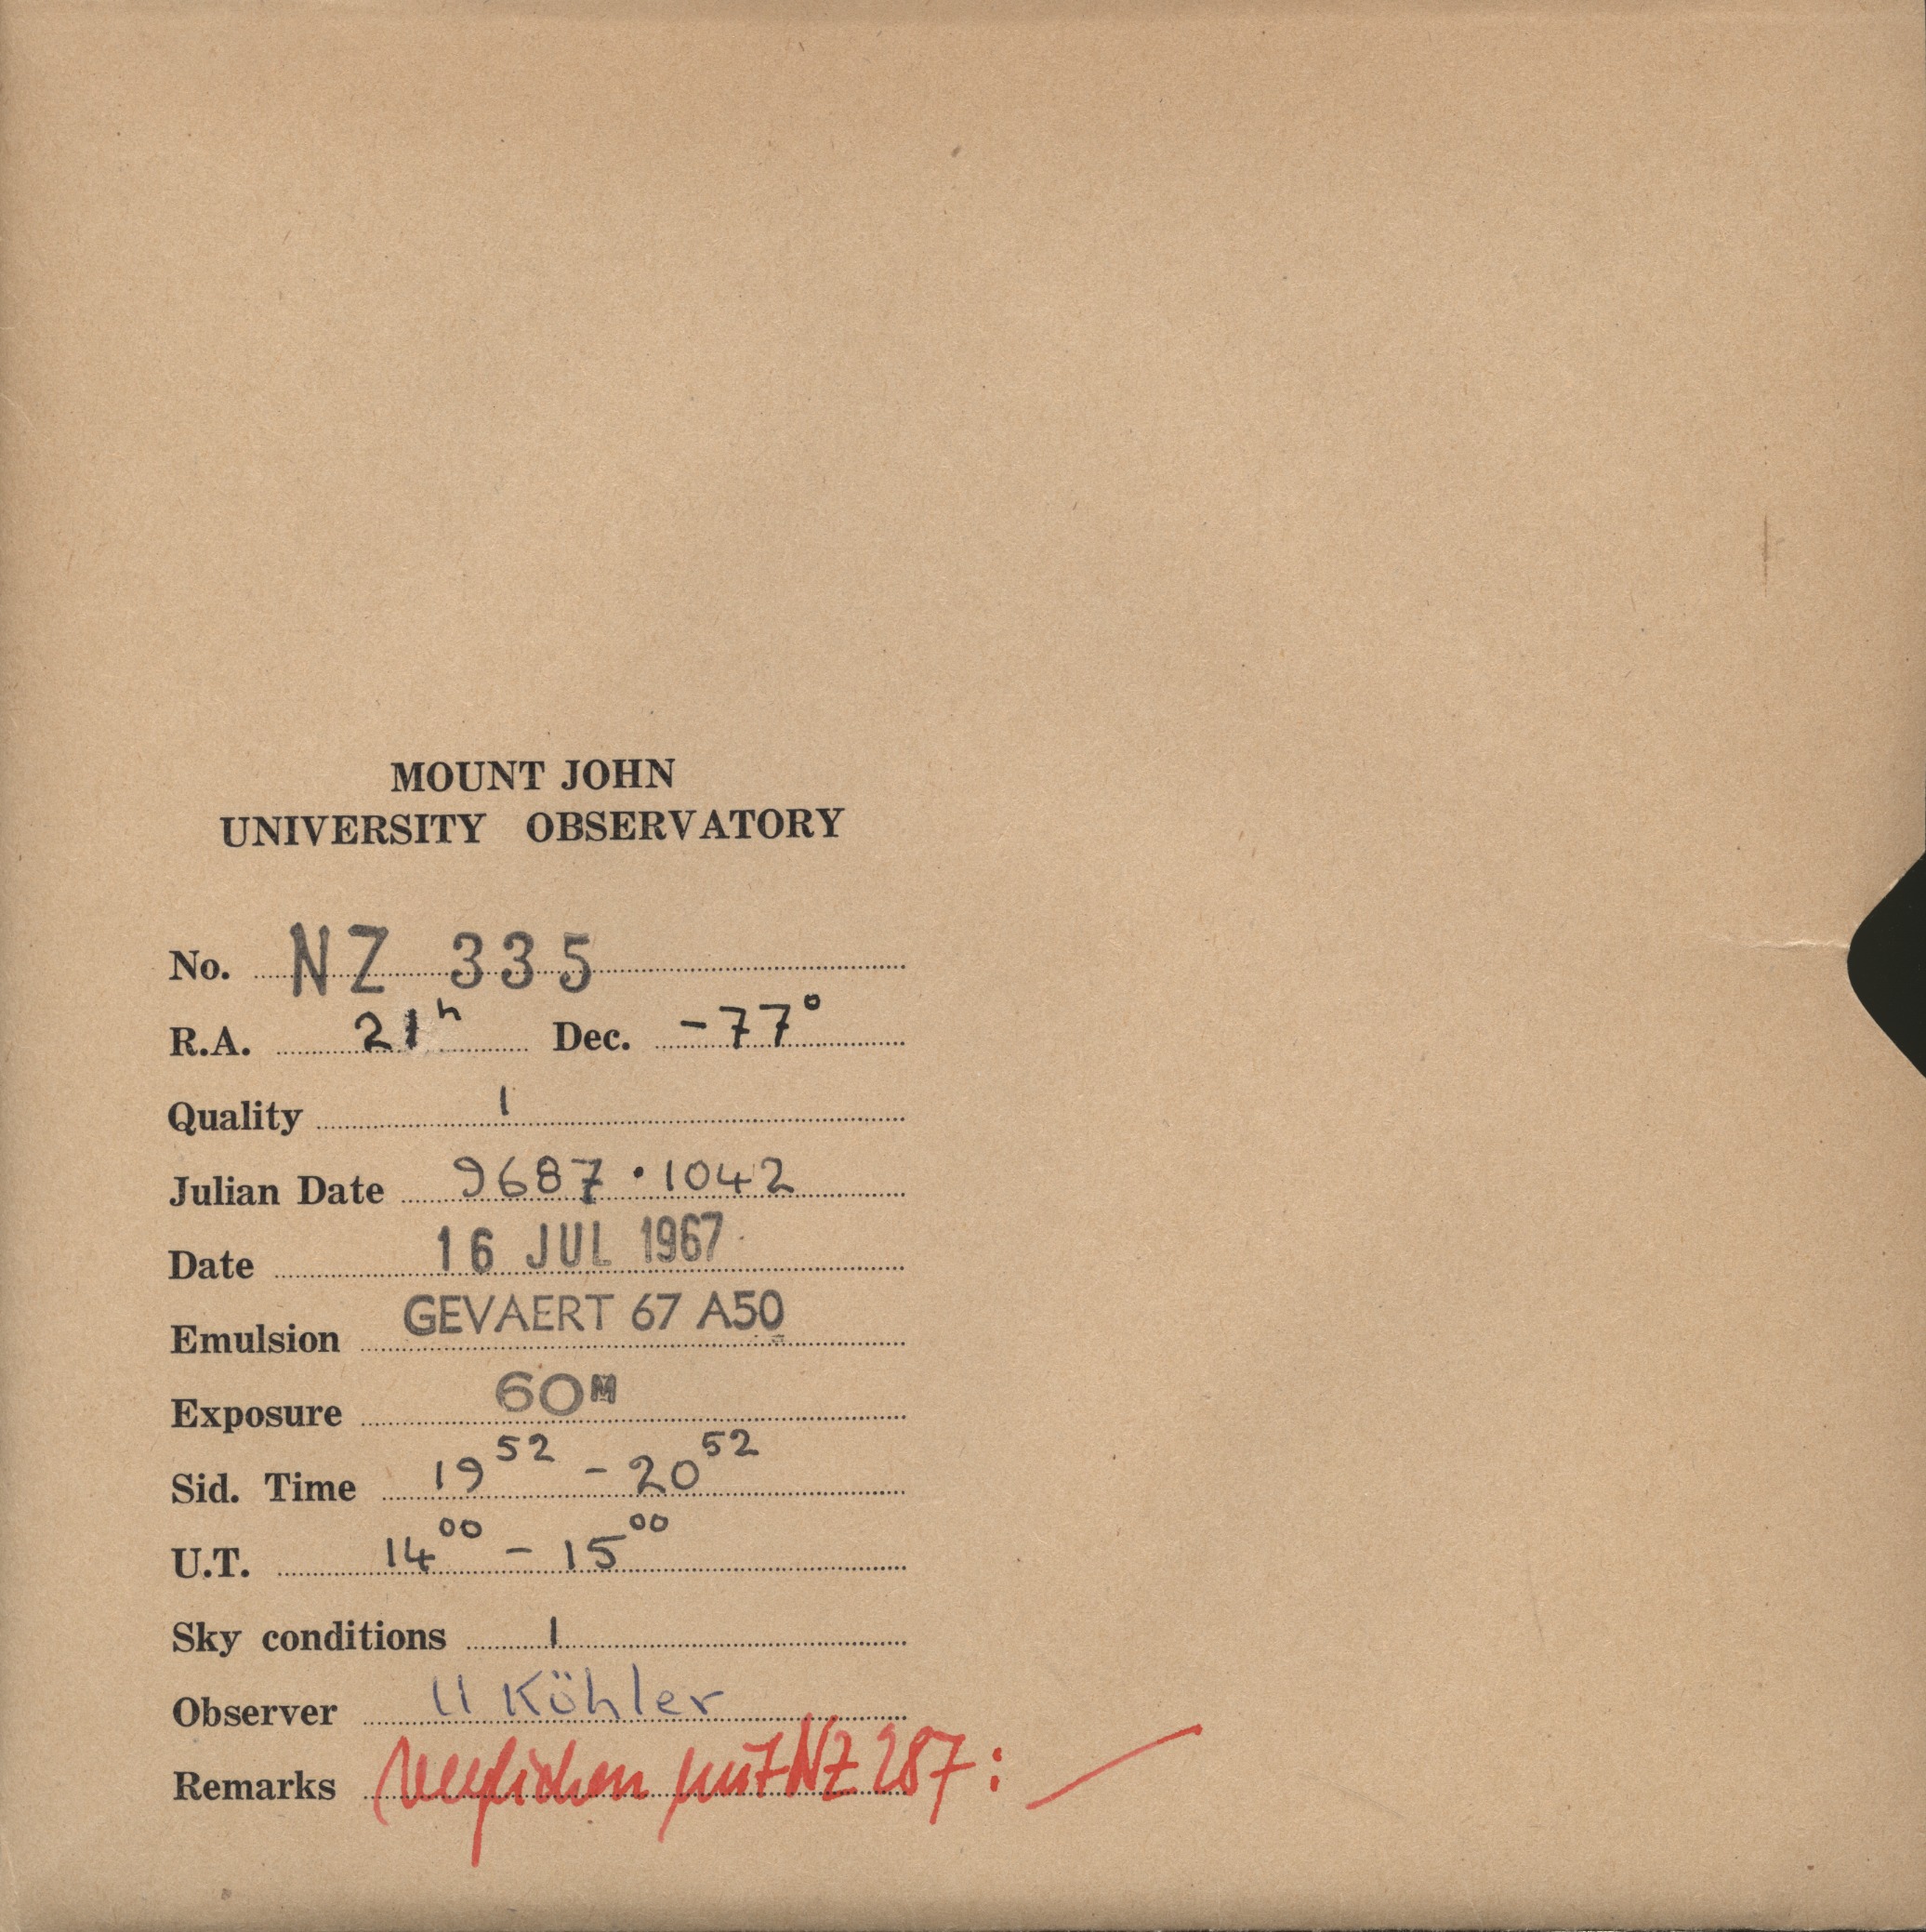 MOUNT JOHN
UNIVERSITY OBSERVATORY
No. NZ 335
R.A. 21h Dec. -77°
Quality 1
Julian Date 9687.1042
Date 16 JUL 1967
Emulsion GEVAERT 67 A50
Exposure 60M
Sid. Time 19 52 - 20 52
U.T. 14 00 - 15 00
Sky conditions 1
Observer U Köhler
Remarks verglichen mit NZ 287: —